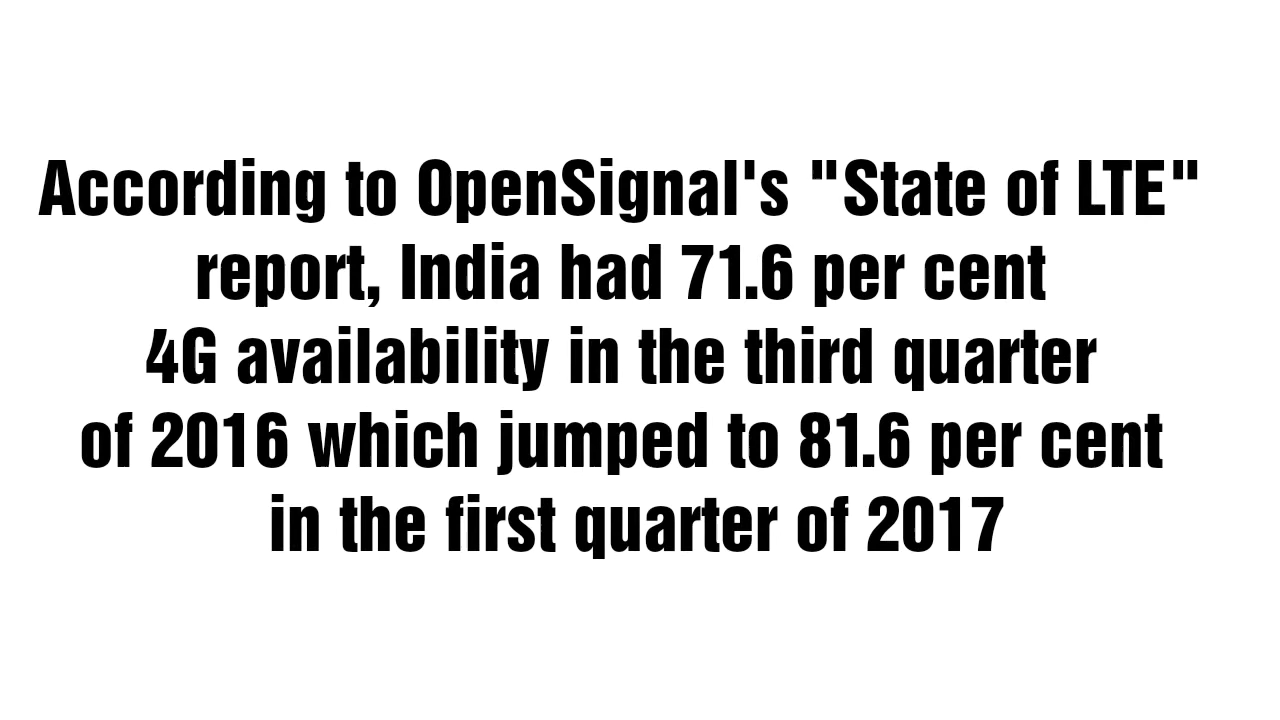 According to OpenSignal's "State of LTE"
report, India had 71.6 per cent
4G availability in the third quarter
of 2016 which jumped to 81.6 per cent
in the first quarter of 2017